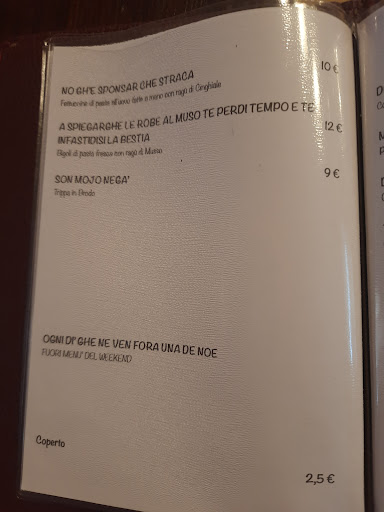 NO GH'E SPONSAR CHE STRACA
10 €
Fettuccine di pasta all'uovo fatte a mano con ragù di Cinghiale
A SPIEGARGHE LE ROBE AL MUSO TE PERDI TEMPO E TE
INFASTIDISI LA BESTIA
12 €
Bigoli di pasta fresca con ragù di Musso
SON MOJO NEGA'
9 €
Trippa in Brodo
OGNI DI' GHE NE VEN FORA UNA DE NOE
FUORI MENU' DEL WEEKEND
Coperto
2,5 €